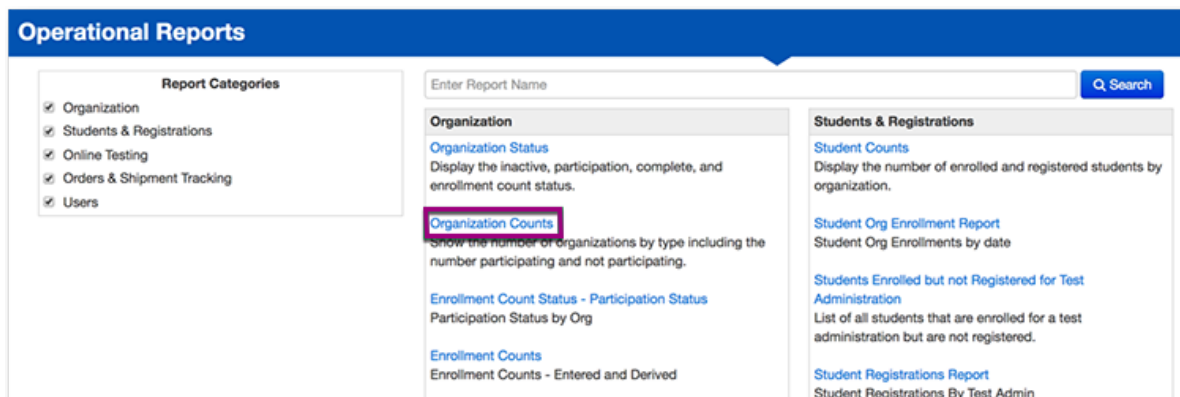 Operational Reports
Report Categories
Organization
Students & Registrations
Online Testing
Orders & Shipment Tracking
Users
Enter Report Name
Search
Organization
Organization Status
Display the inactive, participation, complete, and
enrollment count status.
Organization Counts
Show the number of organizations by type including the
number participating and not participating.
Enrollment Count Status - Participation Status
Participation Status by Org
Enrollment Counts
Enrollment Counts - Entered and Derived
Students & Registrations
Student Counts
Display the number of enrolled and registered students by
organization.
Student Org Enrollment Report
Student Org Enrollments by date
Students Enrolled but not Registered for Test
Administration
List of all students that are enrolled for a test
administration but are not registered.
Student Registrations Report
Student Registrations By Test Admin